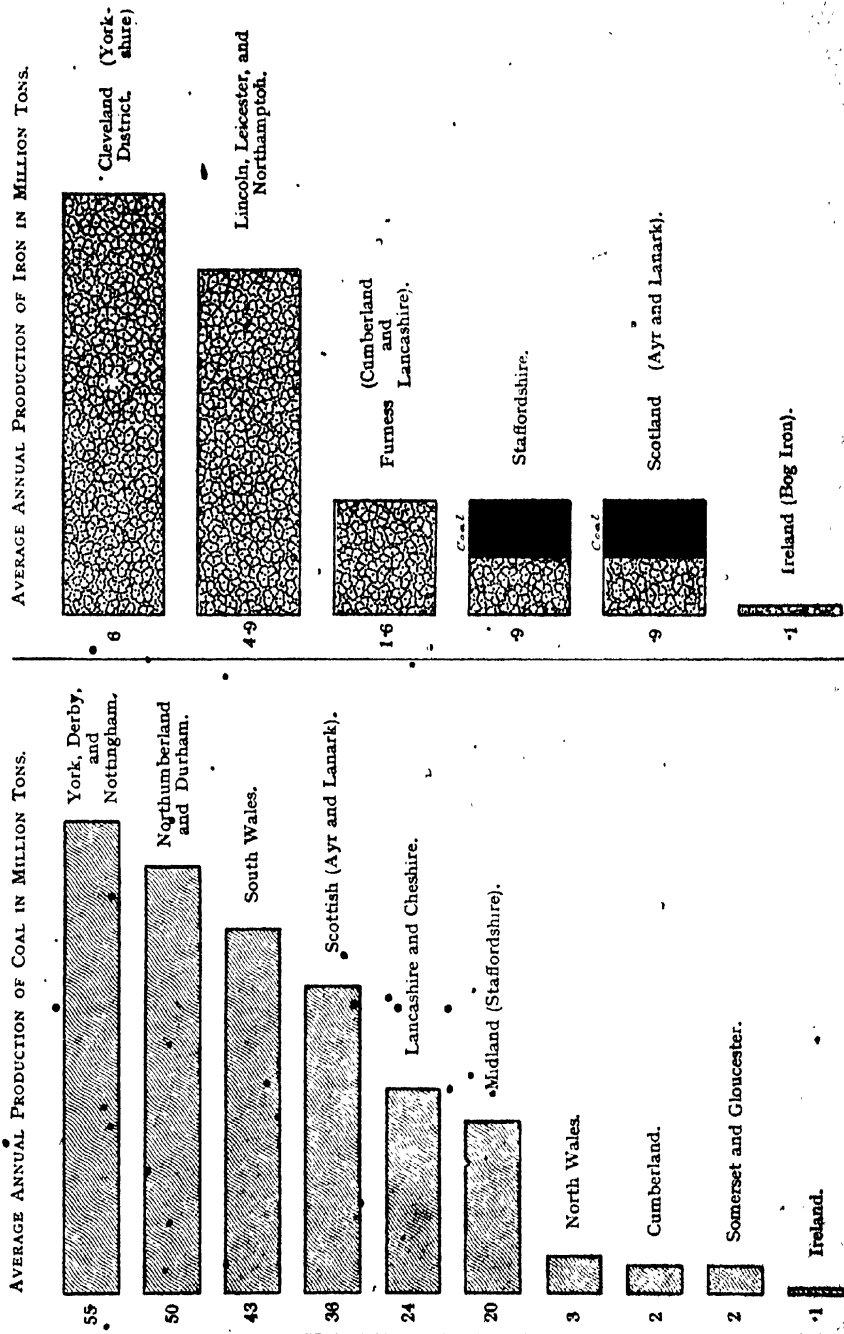 AVERAGE ANNUAL PRODUCTION OF COAL IN MILLION TONS.
55
York, Derby,
and
Nottingham.
50
Northumberland
and Durham.
43
South Wales.
36
Scottish (Ayr and Lanark).
24
Lancashire and Cheshire.
20
Midland (Staffordshire).
3
North Wales.
2
Cumberland.
2
Somerset and Gloucester.
·1
Ireland.
AVERAGE ANNUAL PRODUCTION OF IRON IN MILLION TONS.
6
Cleveland (York-
District. shire)
4·9
Lincoln, Leicester, and
Northampton.
1·6
Furness (Cumberland
and
Lancashire).
·9
Coal
Staffordshire.
·9
Coal
Scotland (Ayr and Lanark).
·1
Ireland (Bog Iron).